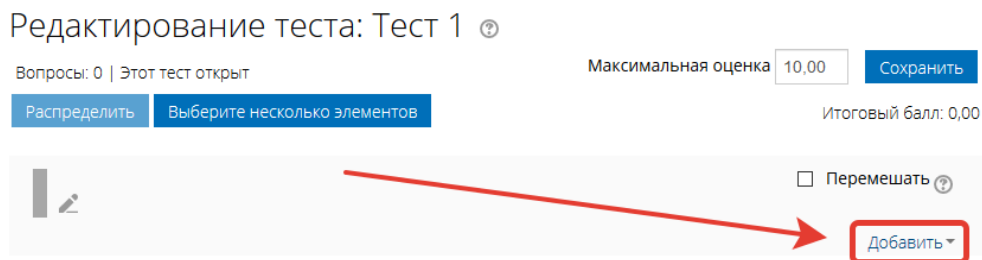 Редактирование теста: Тест 1
Вопросы: 0 | Этот тест открыт
Максимальная оценка 10,00 Сохранить
Распределить Выберите несколько элементов
Итоговый балл: 0,00
Перемешать
Добавить